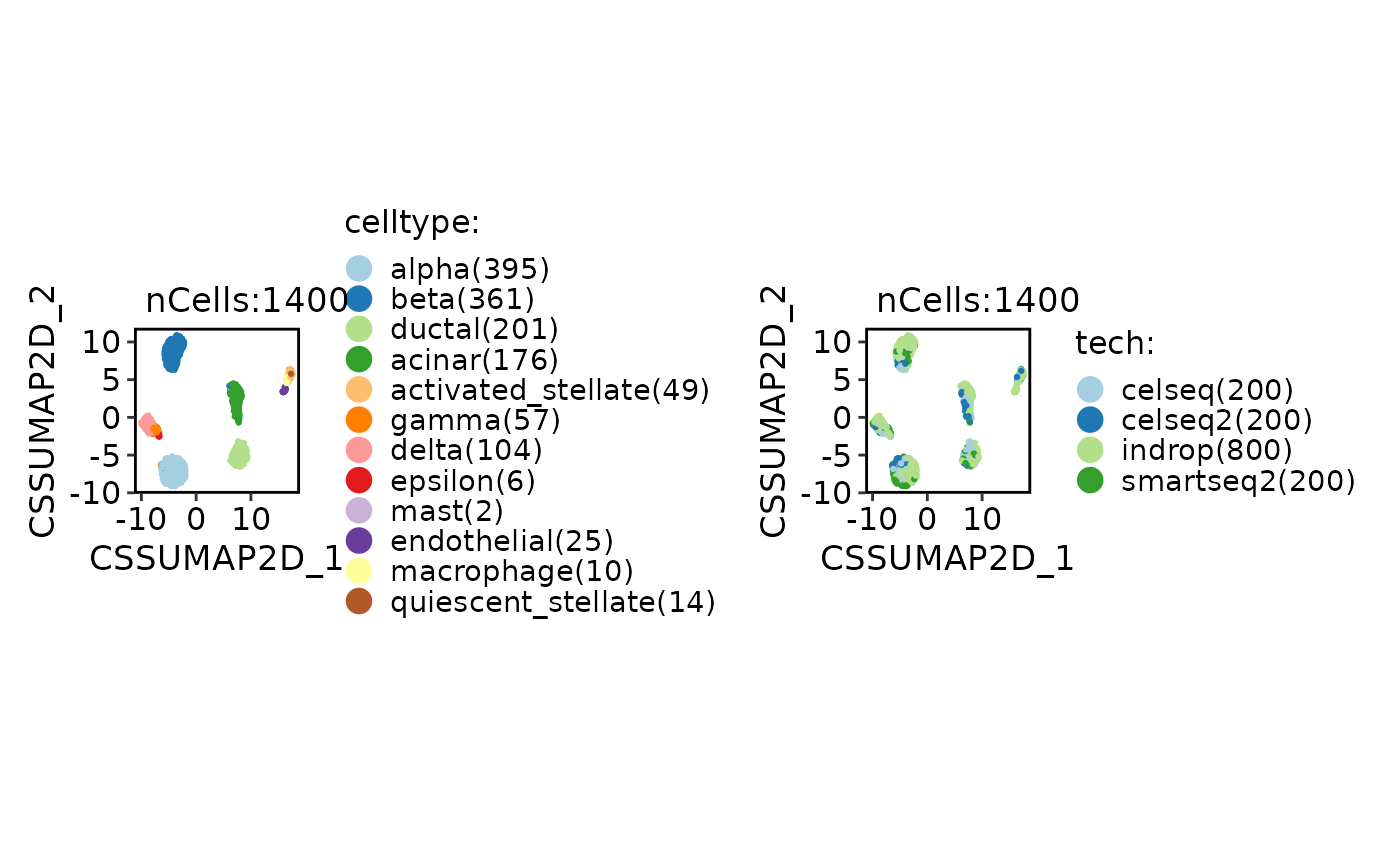 celltype:
nCells:1400
CSSUMAP2D_2
10
5
0
-5
-10
-10 0 10
CSSUMAP2D_1
alpha(395)
beta(361)
ductal(201)
acinar(176)
activated_stellate(49)
gamma(57)
delta(104)
epsilon(6)
mast(2)
endothelial(25)
macrophage(10)
quiescent_stellate(14)
nCells:1400
CSSUMAP2D_2
10
5
0
-5
-10
-10 0 10
CSSUMAP2D_1
tech:
celseq(200)
celseq2(200)
indrop(800)
smartseq2(200)